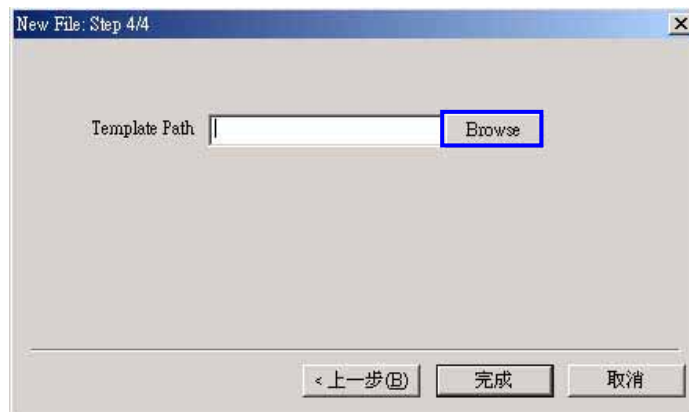 New File: Step 4/4
Template Path Browse
<上一步(B) 完成 取消